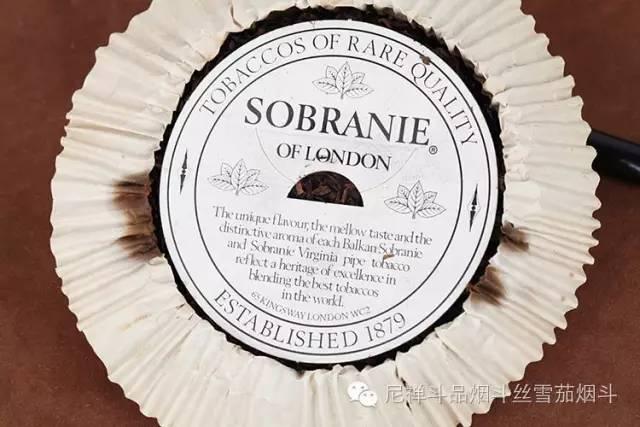 TOBACCOS OF RARE QUALITY
SOBRANIE®
OF LONDON
The unique flavour, the mellow taste and the
distinctive aroma of each Balkan Sobranie
and Sobranie Virginia pipe tobacco
reflect a heritage of excellence in
blending the best tobaccos
in the world.
65 KINGSWAY LONDON WC2
ESTABLISHED 1879
尼禅斗品烟斗丝雪茄烟斗